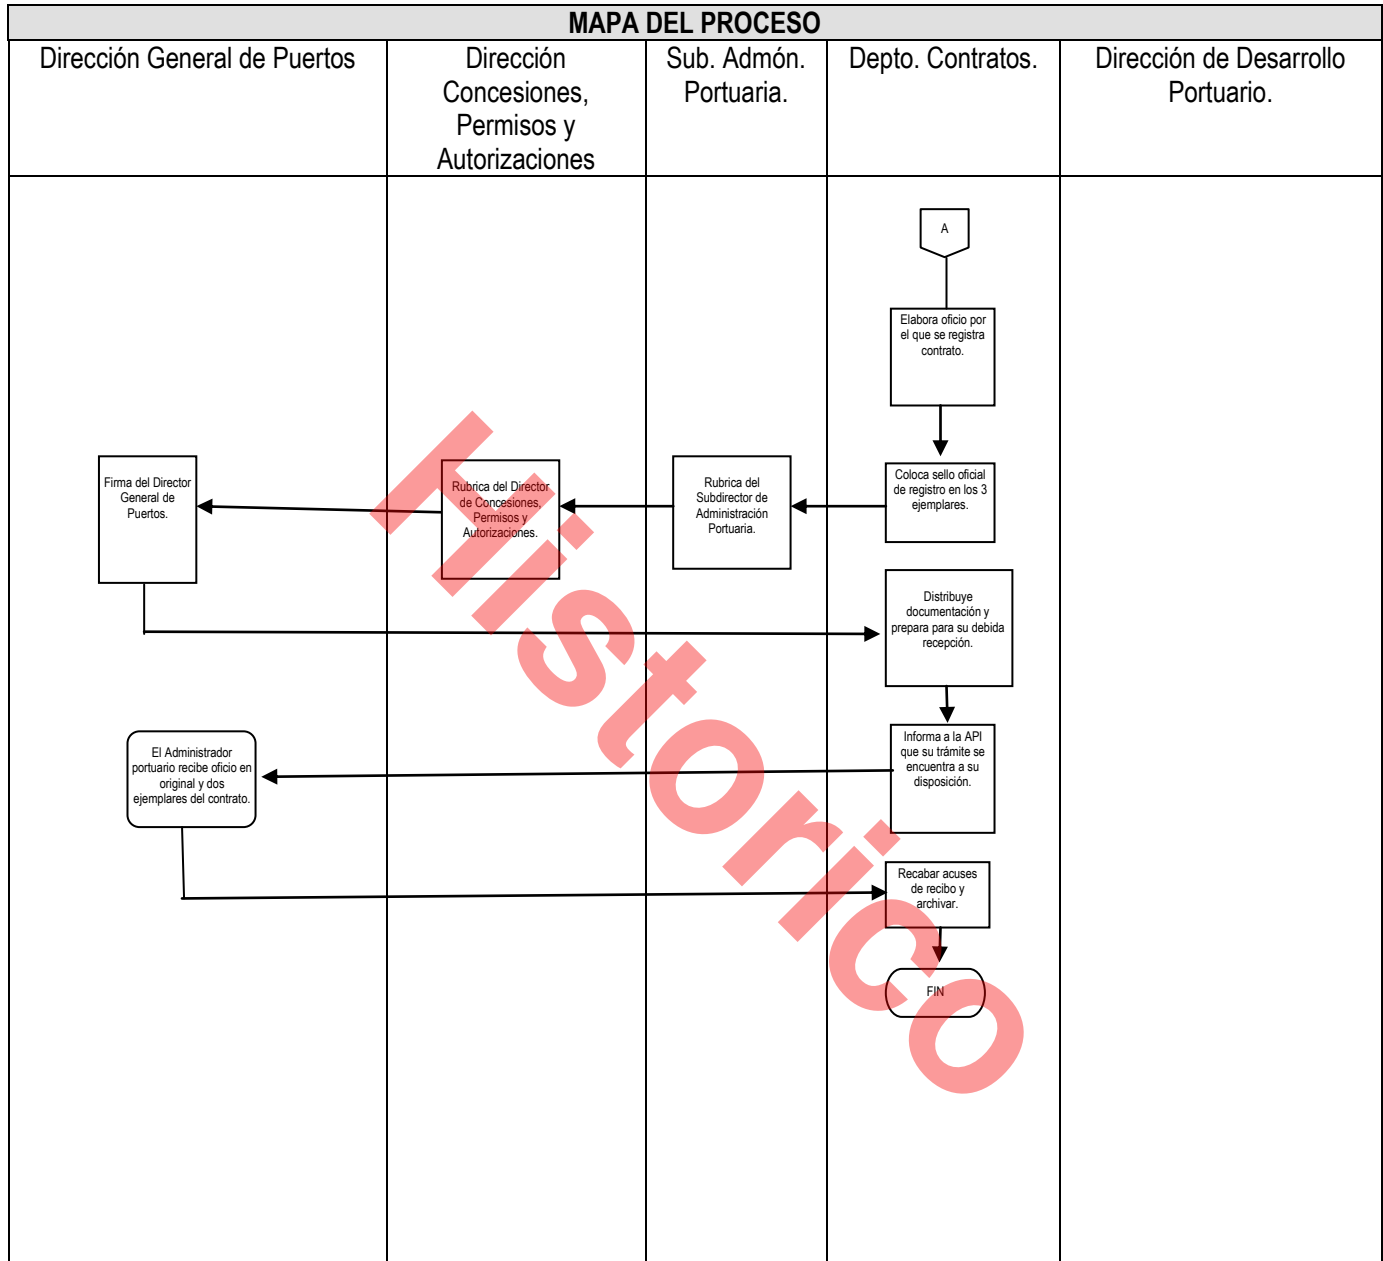 MAPA DEL PROCESO
Dirección General de Puertos
Dirección
Concesiones,
Permisos y
Autorizaciones
Sub. Admón.
Portuaria.
Depto. Contratos.
Dirección de Desarrollo
Portuario.
A
Elabora oficio por
el que se registra
contrato.
Coloca sello oficial
de registro en los 3
ejemplares.
Rubrica del
Subdirector de
Administración
Portuaria.
Rubrica del Director
de Concesiones,
Permisos y
Autorizaciones.
Firma del Director
General de
Puertos.
Distribuye
documentación y
prepara para su debida
recepción.
Informa a la API
que su trámite se
encuentra a su
disposición.
El Administrador
portuario recibe oficio en
original y dos
ejemplares del contrato.
Recabar acuses
de recibo y
archivar.
FIN
Historico